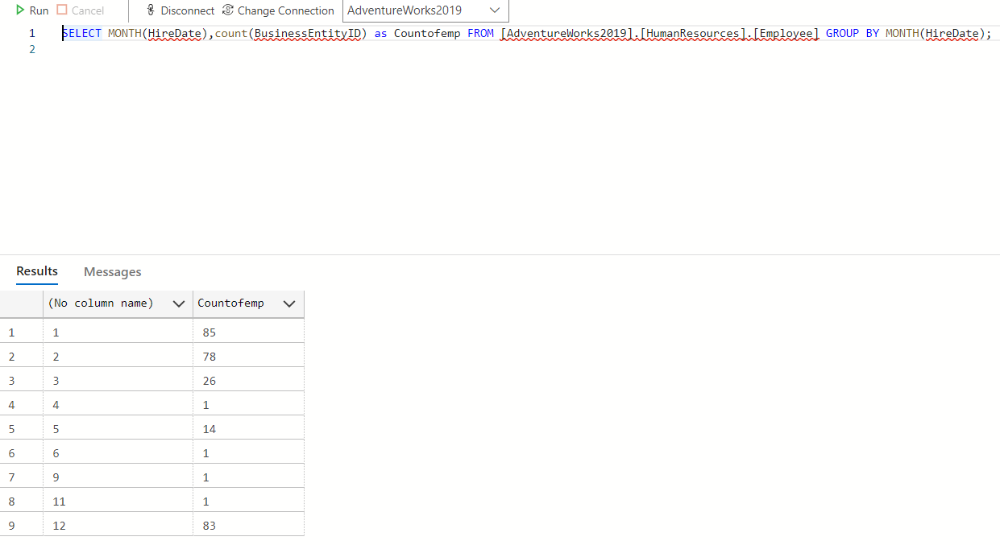 Run Cancel Disconnect Change Connection AdventureWorks2019
1 SELECT MONTH(HireDate),count(BusinessEntityID) as Countofemp FROM [AdventureWorks2019].[HumanResources].[Employee] GROUP BY MONTH(HireDate);
2
Results Messages
(No column name) Countofemp
1 1 85
2 2 78
3 3 26
4 4 1
5 5 14
6 6 1
7 9 1
8 11 1
9 12 83